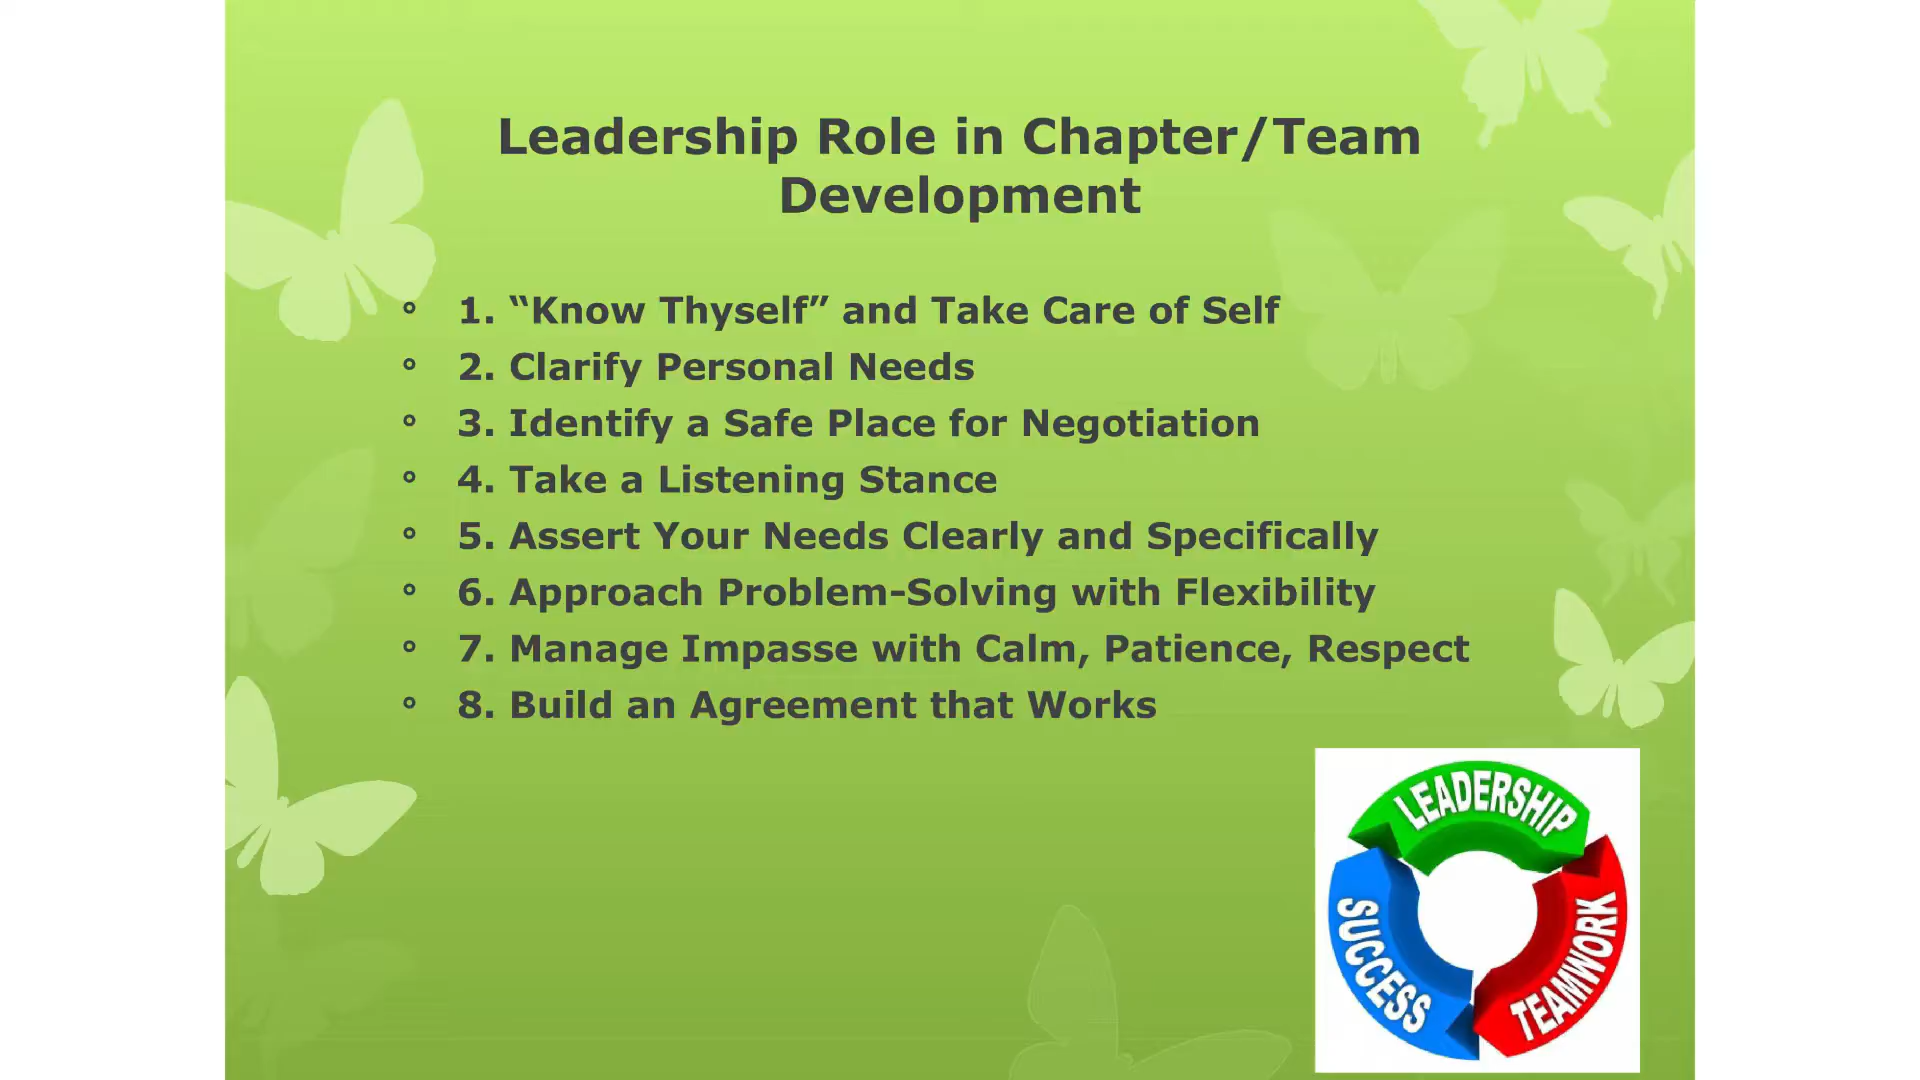 Leadership Role in Chapter/Team
Development
1. “Know Thyself” and Take Care of Self
2. Clarify Personal Needs
3. Identify a Safe Place for Negotiation
4. Take a Listening Stance
5. Assert Your Needs Clearly and Specifically
6. Approach Problem-Solving with Flexibility
7. Manage Impasse with Calm, Patience, Respect
8. Build an Agreement that Works
LEADERSHIP
TEAMWORK
SUCCESS